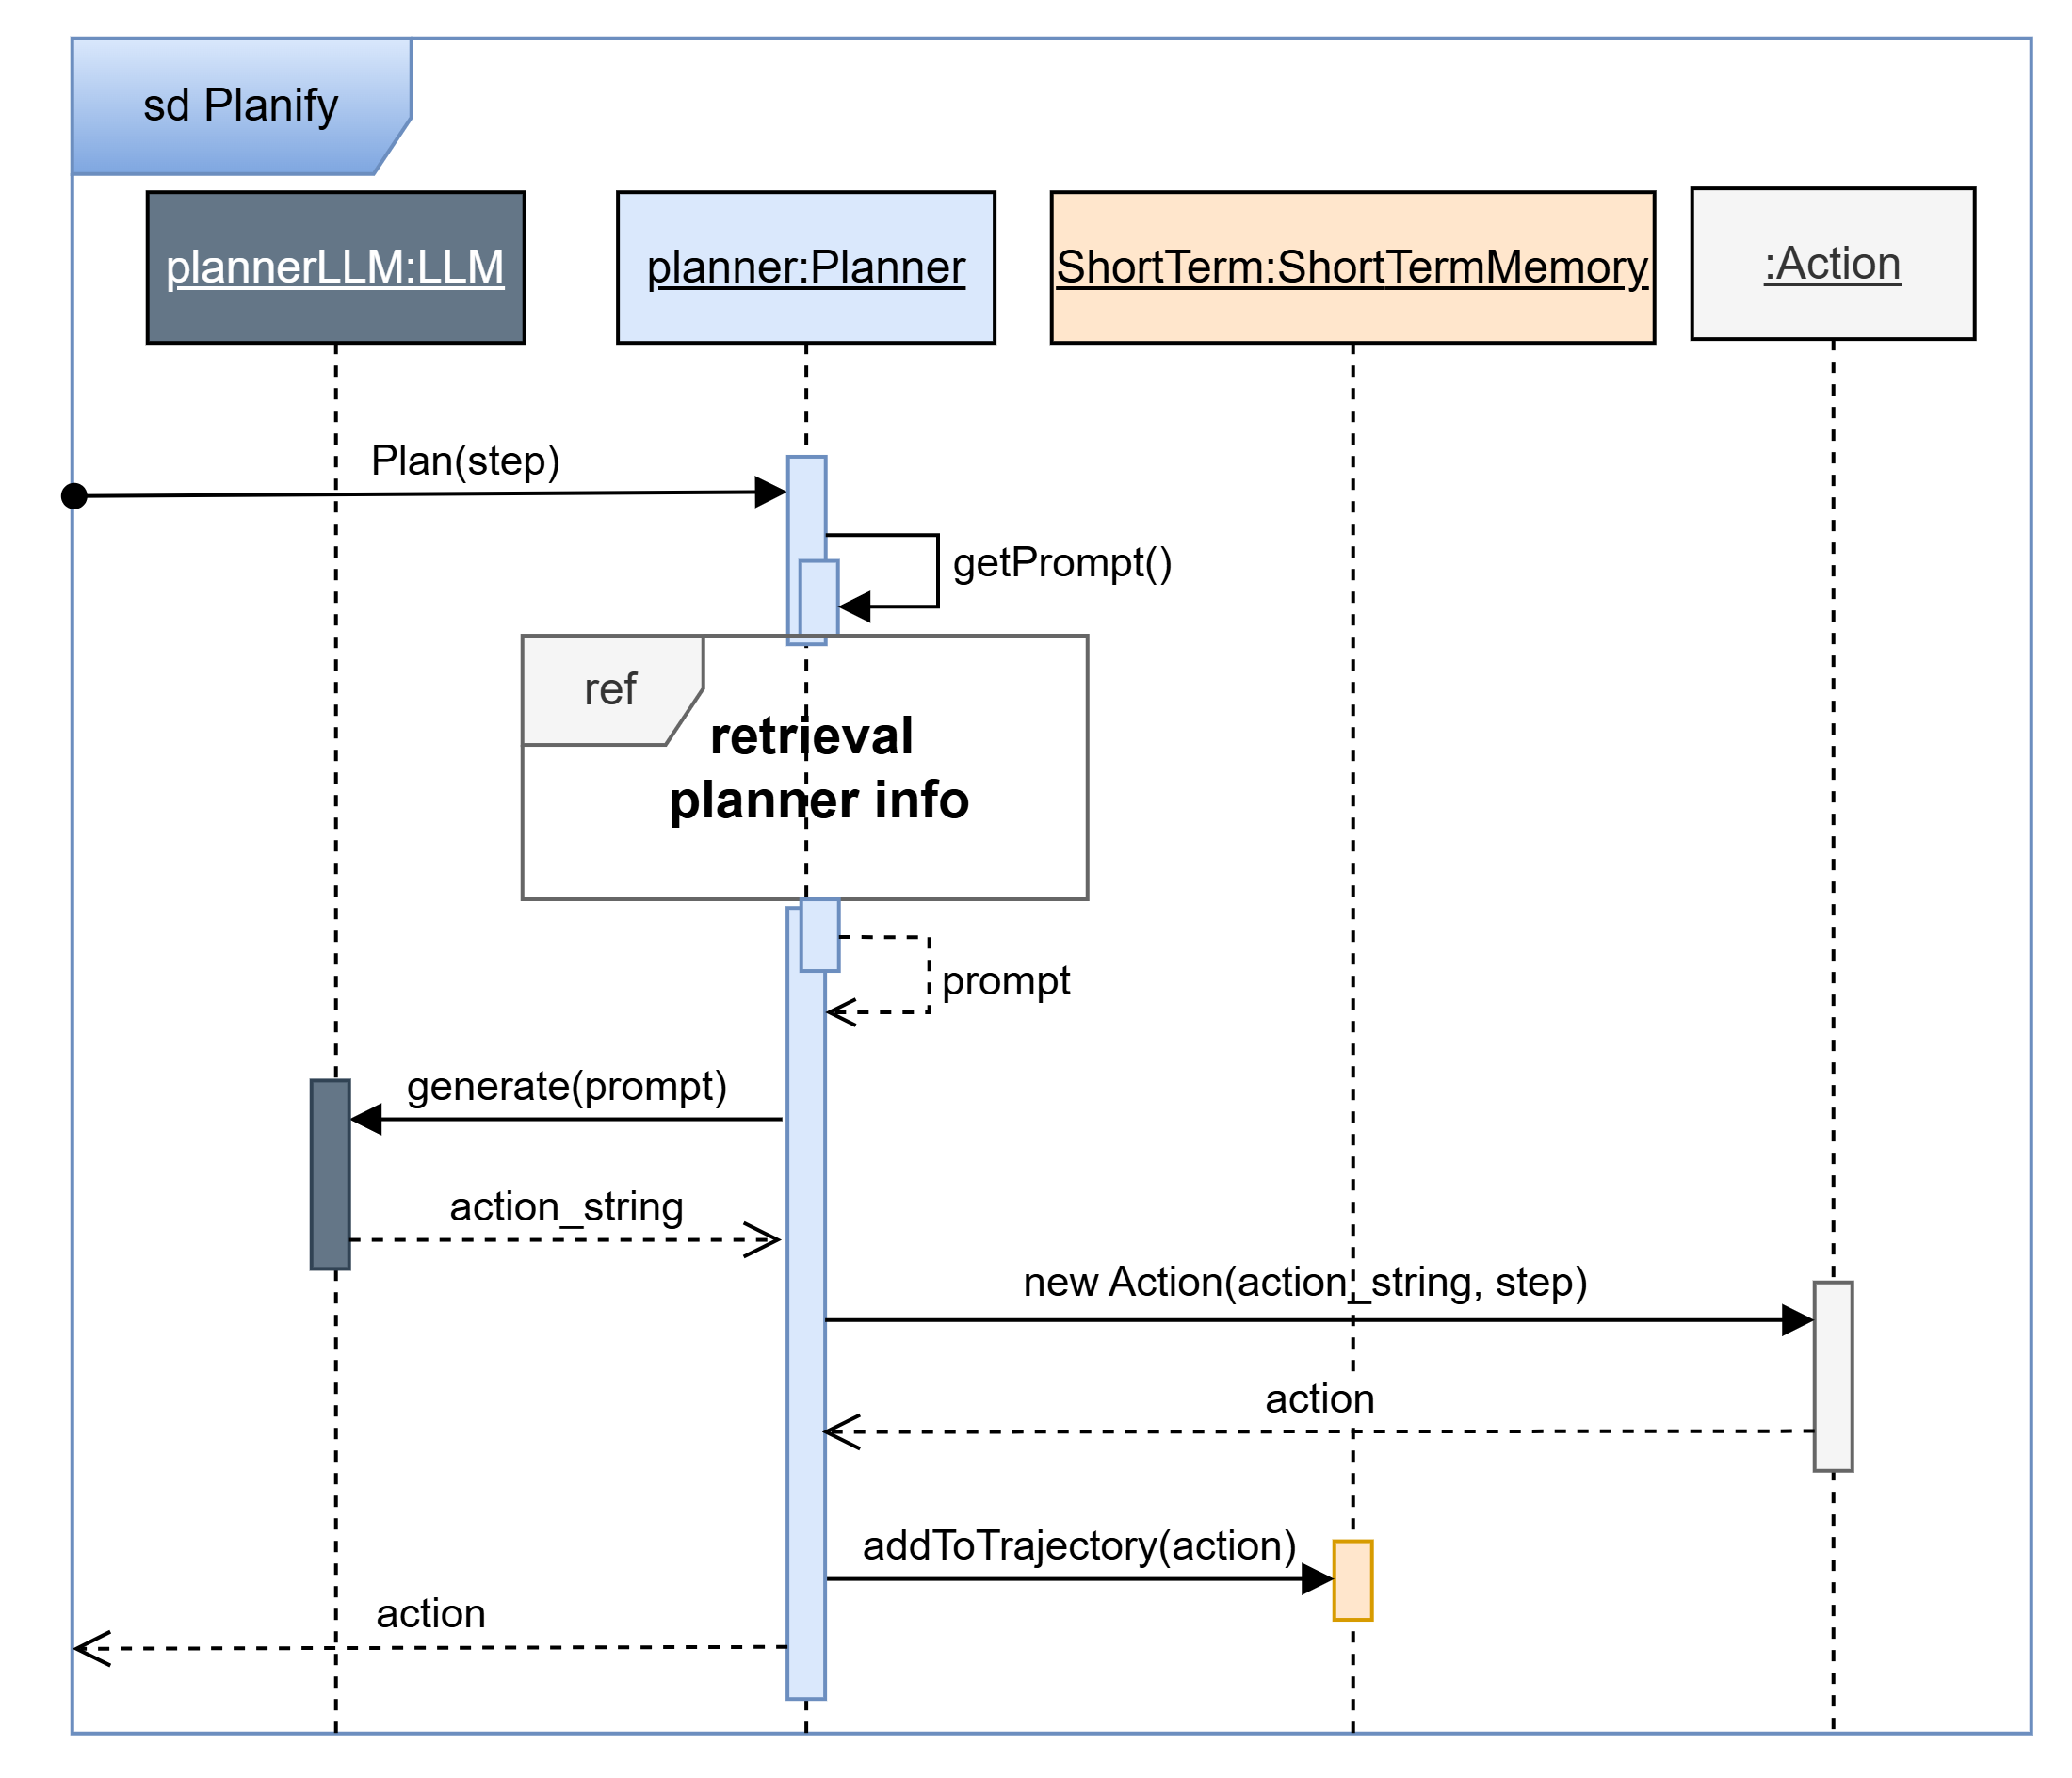 sd Planify
plannerLLM:LLM
planner:Planner
ShortTerm:ShortTermMemory
:Action
Plan(step)
getPrompt()
ref
retrieval
planner info
prompt
generate(prompt)
action_string
new Action(action_string, step)
action
addToTrajectory(action)
action